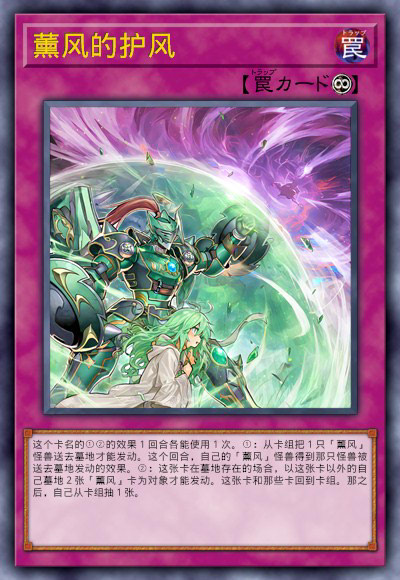 薰风的护风
トラップ
罠
トラップ
【罠カード】
这个卡名的①②的效果1回合各能使用1次。①：从卡组把1只「薰风」
怪兽送去墓地才能发动。这个回合，自己的「薰风」怪兽得到那只怪兽被
送去墓地发动的效果。②：这张卡在墓地存在的场合，以这张卡以外的自
己墓地2张「薰风」卡为对象才能发动。这张卡和那些卡回到卡组。那之
后，自己从卡组抽1张。